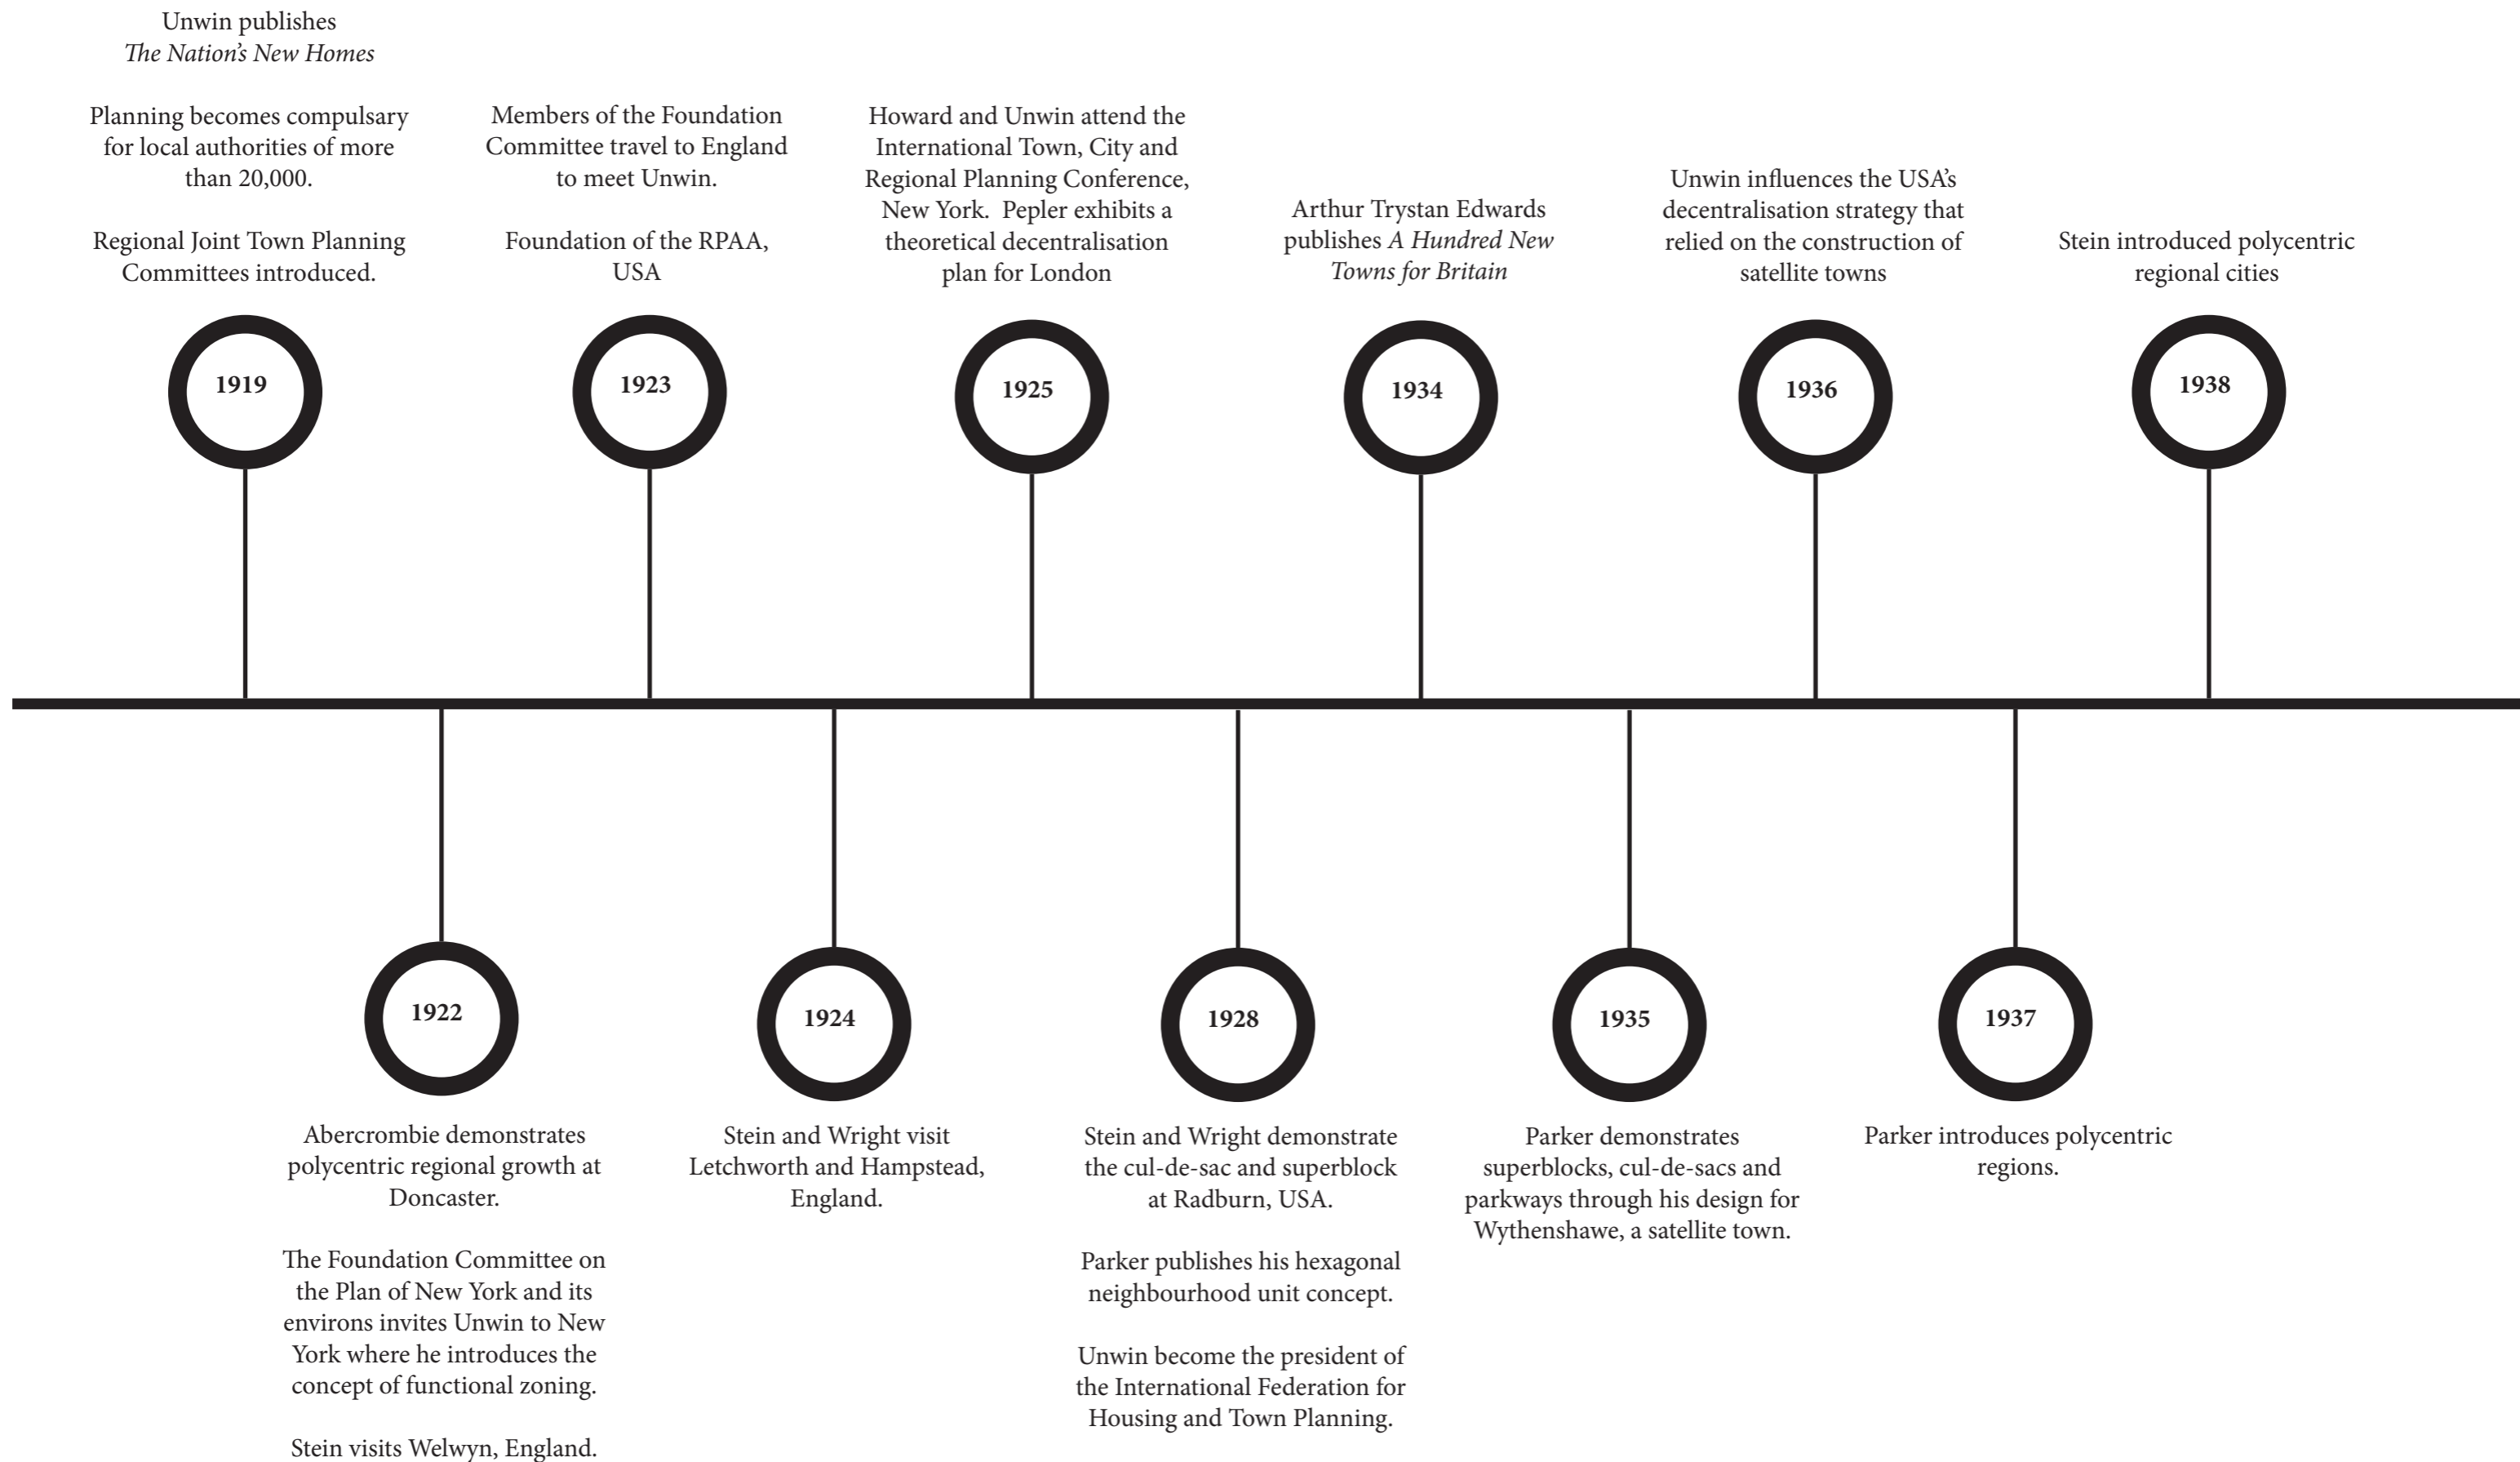 Unwin publishes
The Nation's New Homes
Planning becomes compulsary
for local authorities of more
than 20,000.
Regional Joint Town Planning
Committees introduced.
1919
Members of the Foundation
Committee travel to England
to meet Unwin.
Foundation of the RPAA,
USA
1923
Howard and Unwin attend the
International Town, City and
Regional Planning Conference,
New York.  Pepler exhibits a
theoretical decentralisation
plan for London
1925
Arthur Trystan Edwards
publishes A Hundred New
Towns for Britain
1934
Unwin influences the USA's
decentralisation strategy that
relied on the construction of
satellite towns
1936
Stein introduced polycentric
regional cities
1938
1922
Abercrombie demonstrates
polycentric regional growth at
Doncaster.
The Foundation Committee on
the Plan of New York and its
environs invites Unwin to New
York where he introduces the
concept of functional zoning.
Stein visits Welwyn, England.
1924
Stein and Wright visit
Letchworth and Hampstead,
England.
1928
Stein and Wright demonstrate
the cul-de-sac and superblock
at Radburn, USA.
Parker publishes his hexagonal
neighbourhood unit concept.
Unwin become the president of
the International Federation for
Housing and Town Planning.
1935
Parker demonstrates
superblocks, cul-de-sacs and
parkways through his design for
Wythenshawe, a satellite town.
1937
Parker introduces polycentric
regions.